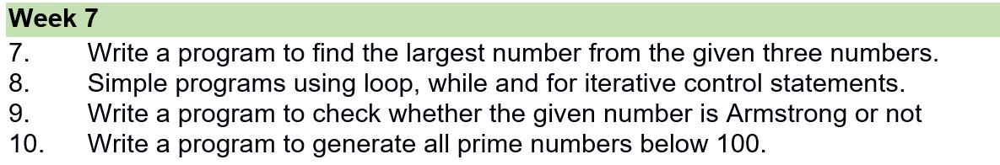 Week 7
7. Write a program to find the largest number from the given three numbers.
8. Simple programs using loop, while and for iterative control statements.
9. Write a program to check whether the given number is Armstrong or not
10. Write a program to generate all prime numbers below 100.